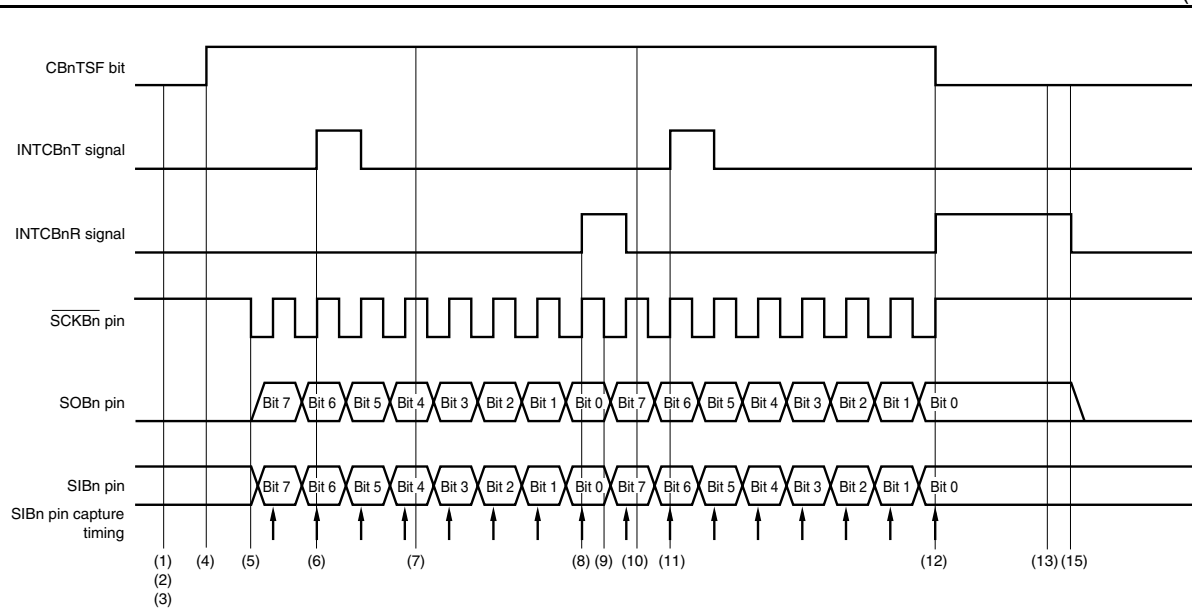 CBnTSF bit
INTCBnT signal
INTCBnR signal
SCKBn pin
SOBn pin
Bit 7 Bit 6 Bit 5 Bit 4 Bit 3 Bit 2 Bit 1 Bit 0 Bit 7 Bit 6 Bit 5 Bit 4 Bit 3 Bit 2 Bit 1 Bit 0
SIBn pin
Bit 7 Bit 6 Bit 5 Bit 4 Bit 3 Bit 2 Bit 1 Bit 0 Bit 7 Bit 6 Bit 5 Bit 4 Bit 3 Bit 2 Bit 1 Bit 0
SIBn pin capture
timing
(1) (4) (5) (6) (7) (8) (9) (10) (11) (12) (13) (15)
(2)
(3)